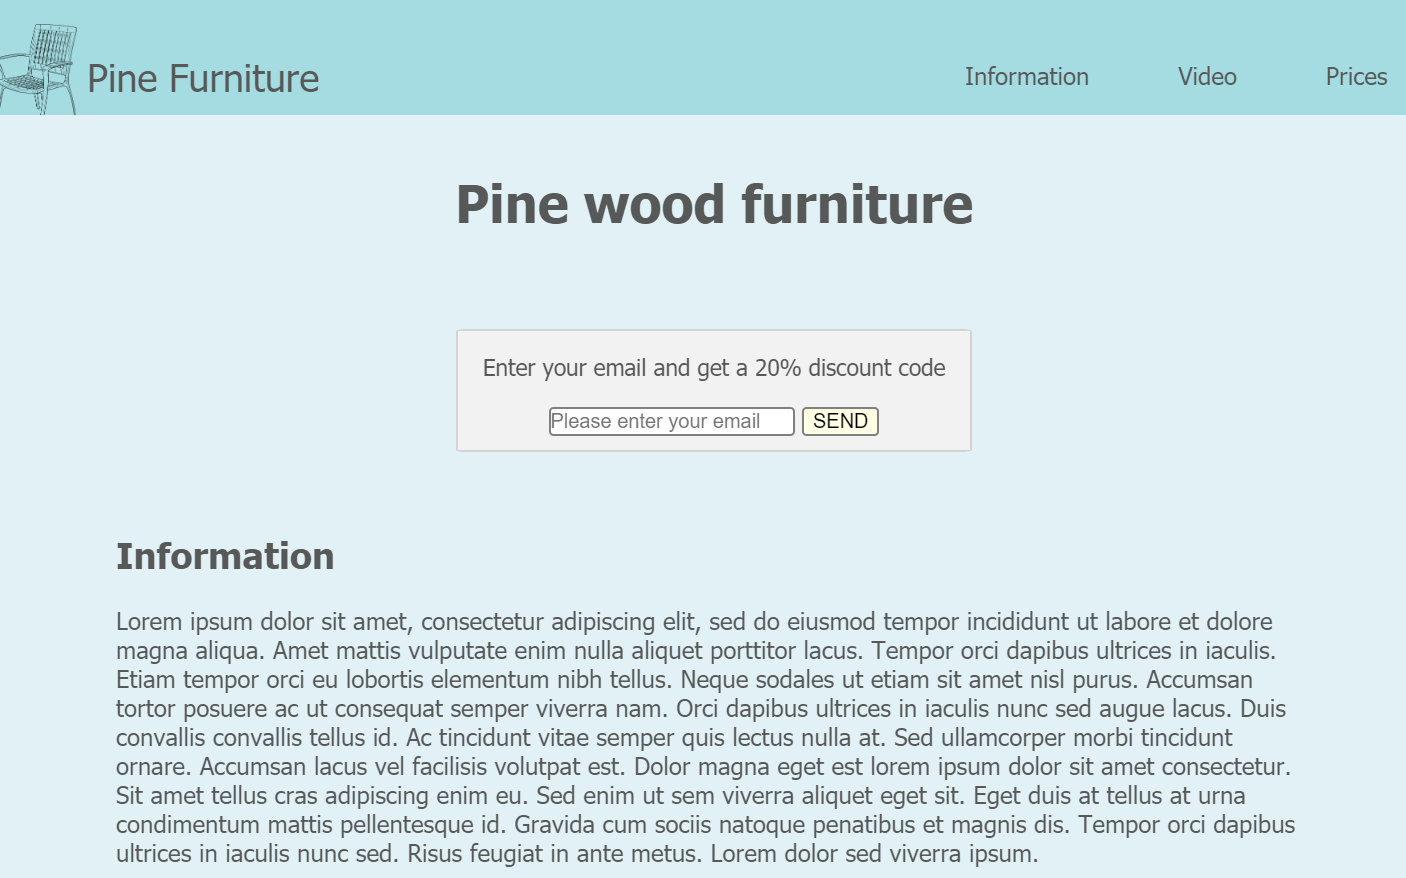 Pine Furniture
Information
Video
Prices
Pine wood furniture
Enter your email and get a 20% discount code
Please enter your email
SEND
Information
Lorem ipsum dolor sit amet, consectetur adipiscing elit, sed do eiusmod tempor incididunt ut labore et dolore
magna aliqua. Amet mattis vulputate enim nulla aliquet porttitor lacus. Tempor orci dapibus ultrices in iaculis.
Etiam tempor orci eu lobortis elementum nibh tellus. Neque sodales ut etiam sit amet nisl purus. Accumsan
tortor posuere ac ut consequat semper viverra nam. Orci dapibus ultrices in iaculis nunc sed augue lacus. Duis
convallis convallis tellus id. Ac tincidunt vitae semper quis lectus nulla at. Sed ullamcorper morbi tincidunt
ornare. Accumsan lacus vel facilisis volutpat est. Dolor magna eget est lorem ipsum dolor sit amet consectetur.
Sit amet tellus cras adipiscing enim eu. Sed enim ut sem viverra aliquet eget sit. Eget duis at tellus at urna
condimentum mattis pellentesque id. Gravida cum sociis natoque penatibus et magnis dis. Tempor orci dapibus
ultrices in iaculis nunc sed. Risus feugiat in ante metus. Lorem dolor sed viverra ipsum.